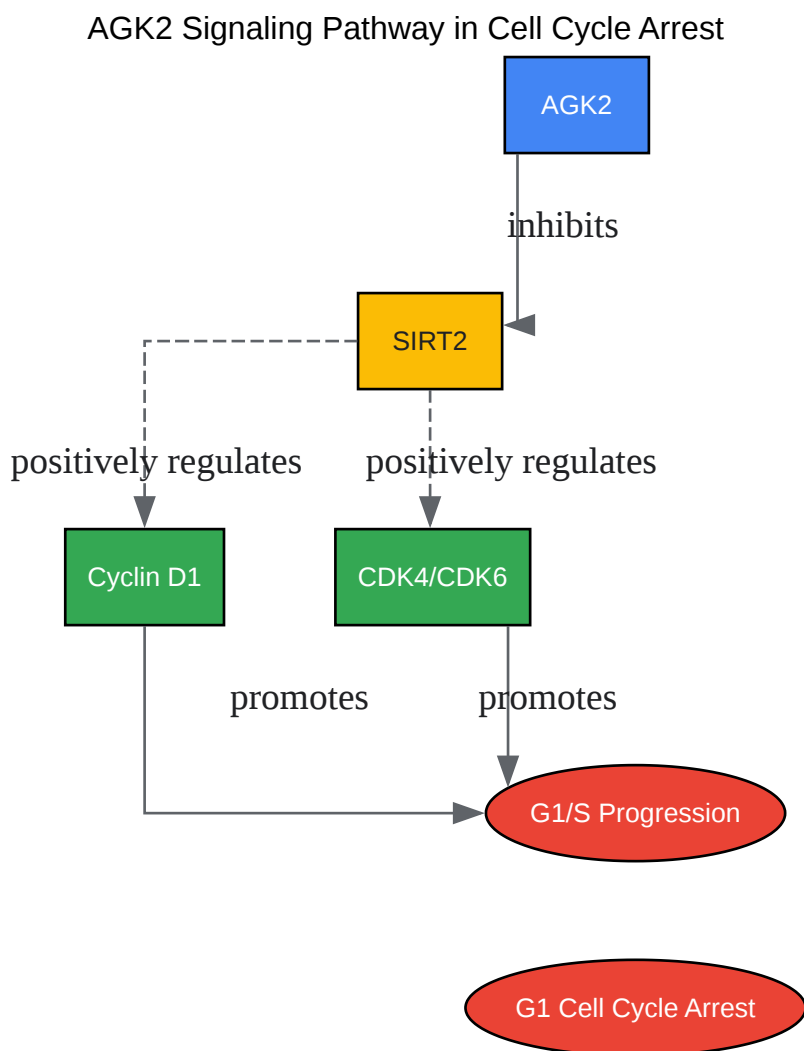 AGK2 Signaling Pathway in Cell Cycle Arrest
AGK2
inhibits
SIRT2
positively regulates
positively regulates
Cyclin D1
CDK4/CDK6
promotes
promotes
G1/S Progression
G1 Cell Cycle Arrest